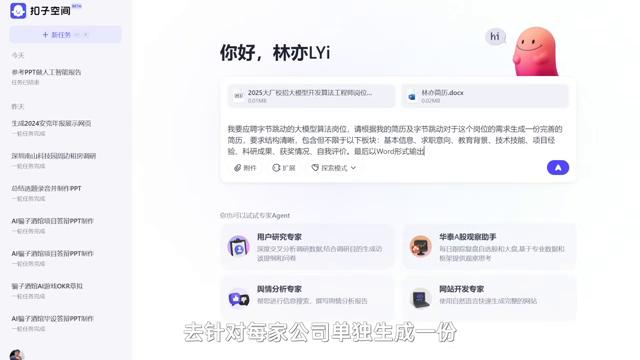 扣子空间 BETA
+ 新任务
今天
参考PPT做人工智能报告
任务已结束
昨天
生成2024安克年报展示网页
一轮任务完成
深圳南山科技园周边租房调研
一轮任务完成
总结选题录音并制作PPT
一轮任务完成
AI骗子酒馆项目答辩PPT制作
一轮任务完成
AI骗子酒馆项目答辩PPT制作
一轮任务完成
骗子酒馆AI游戏OKR草拟
一轮任务完成
AI骗子酒馆毕设答辩PPT制作
一轮任务完成
你好，林亦LYi
hi
2025大厂校招大模型开发算法工程师岗位...
0.01MB
林亦简历.docx
0.02MB
我要应聘字节跳动的大模型算法岗位，请根据我的简历及字节跳动对于这个岗位的需求生成一份完善的
简历，要求结构清晰，包含但不限于以下板块：基本信息、求职意向、教育背景、技术技能、项目经
验、科研成果、获奖情况、自我评价。最后以Word形式输出
附件
扩展
探索模式
你也可以试试专家Agent
用户研究专家
深度交叉分析调研数据,结合调研目的生成访
谈提纲和问卷
华泰A股观察助手
每日跟踪复盘自选股和大盘,基于专业数据和
框架提供观察思考
舆情分析专家
帮您进行信息搜索、撰写舆情分析报告
网站开发专家
使用自然语言快速生成完整的网站
去针对每家公司单独生成一份